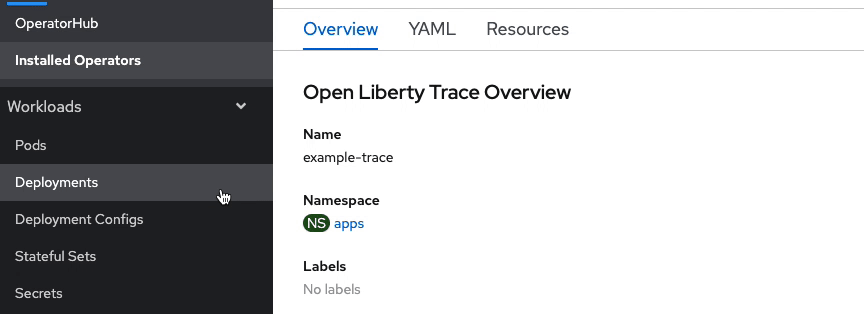 OperatorHub
Installed Operators
Workloads
Pods
Deployments
Deployment Configs
Stateful Sets
Secrets
Overview YAML Resources
Open Liberty Trace Overview
Name
example-trace
Namespace
NS apps
Labels
No labels